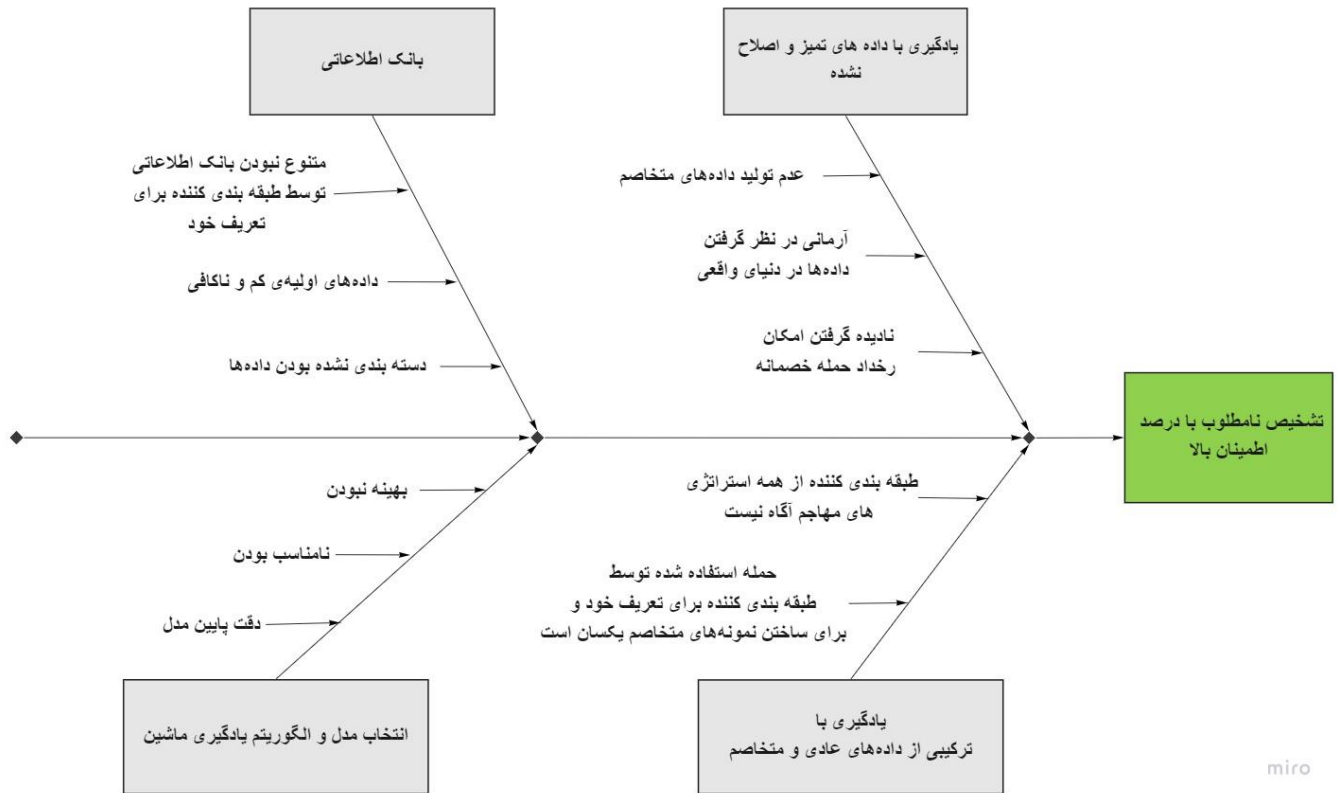 یادگیری با داده های تمیز و اصلاح
نشده
بانک اطلاعاتی
عدم تولید داده‌های متخاصم
آرمانی در نظر گرفتن
داده‌ها در دنیای واقعی
نادیده گرفتن امکان
رخداد حمله خصمانه
متنوع نبودن بانک اطلاعاتی
توسط طبقه بندی کننده برای
تعریف خود
داده‌های اولیه‌ی کم و ناکافی
دسته بندی نشده بودن داده‌ها
تشخیص نامطلوب با درصد
اطمینان بالا
طبقه بندی کننده از همه استراتژی
های مهاجم آگاه نیست
حمله استفاده شده توسط
طبقه بندی کننده برای تعریف خود و
برای ساختن نمونه‌های متخاصم یکسان است
بهینه نبودن
نامناسب بودن
دقت پایین مدل
یادگیری با
ترکیبی از داده‌های عادی و متخاصم
انتخاب مدل و الگوریتم یادگیری ماشین
miro